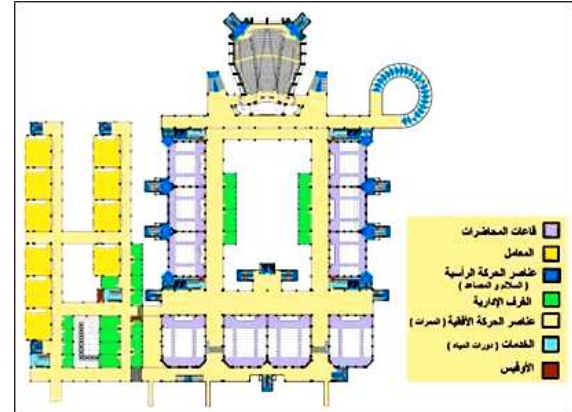 قاعات المحاضرات
المعامل
عناصر الحركة الرأسية
( السلالم و المصاعد )
الغرف الإدارية
عناصر الحركة الأفقية ( الممرات )
الخدمات ( دورات المياه )
الأوفيس